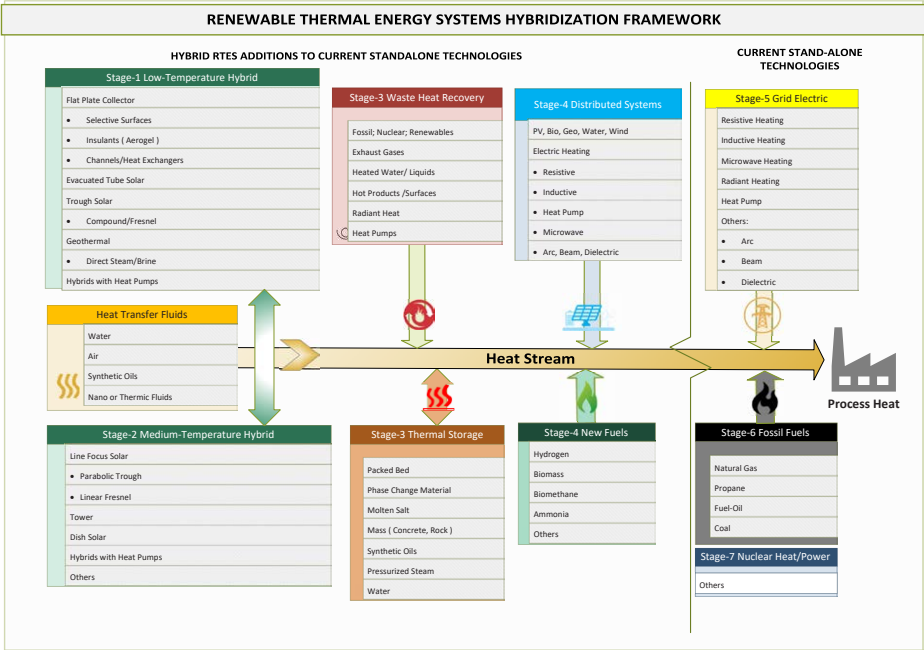 RENEWABLE THERMAL ENERGY SYSTEMS HYBRIDIZATION FRAMEWORK
HYBRID RTES ADDITIONS TO CURRENT STANDALONE TECHNOLOGIES
CURRENT STAND-ALONE
TECHNOLOGIES
Stage-1 Low-Temperature Hybrid
Flat Plate Collector
• Selective Surfaces
• Insulants ( Aerogel )
• Channels/Heat Exchangers
Evacuated Tube Solar
Trough Solar
• Compound/Fresnel
Geothermal
• Direct Steam/Brine
Hybrids with Heat Pumps
Stage-3 Waste Heat Recovery
Fossil; Nuclear; Renewables
Exhaust Gases
Heated Water/ Liquids
Hot Products /Surfaces
Radiant Heat
Heat Pumps
Stage-4 Distributed Systems
PV, Bio, Geo, Water, Wind
Electric Heating
• Resistive
• Inductive
• Heat Pump
• Microwave
• Arc, Beam, Dielectric
Stage-5 Grid Electric
Resistive Heating
Inductive Heating
Microwave Heating
Radiant Heating
Heat Pump
Others:
• Arc
• Beam
• Dielectric
Heat Transfer Fluids
Water
Air
Synthetic Oils
Nano or Thermic Fluids
Heat Stream
Process Heat
Stage-2 Medium-Temperature Hybrid
Line Focus Solar
• Parabolic Trough
• Linear Fresnel
Tower
Dish Solar
Hybrids with Heat Pumps
Others
Stage-3 Thermal Storage
Packed Bed
Phase Change Material
Molten Salt
Mass ( Concrete, Rock )
Synthetic Oils
Pressurized Steam
Water
Stage-4 New Fuels
Hydrogen
Biomass
Biomethane
Ammonia
Others
Stage-6 Fossil Fuels
Natural Gas
Propane
Fuel-Oil
Coal
Stage-7 Nuclear Heat/Power
Others